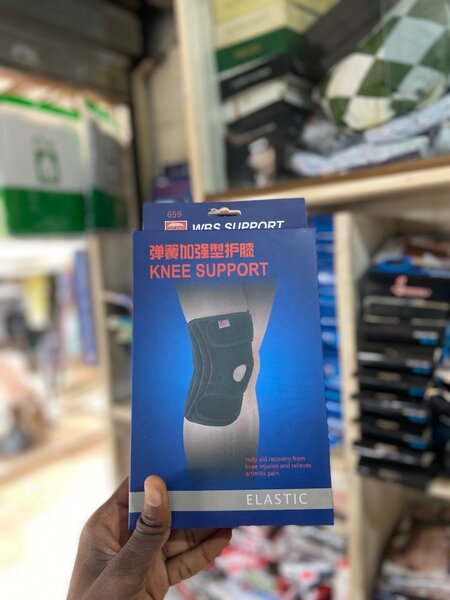 659
WBS SUPPORT
弹簧加强型护膝
KNEE SUPPORT
Help aid recovery from
knee injuries and relieves
arthritis pain.
ELASTIC